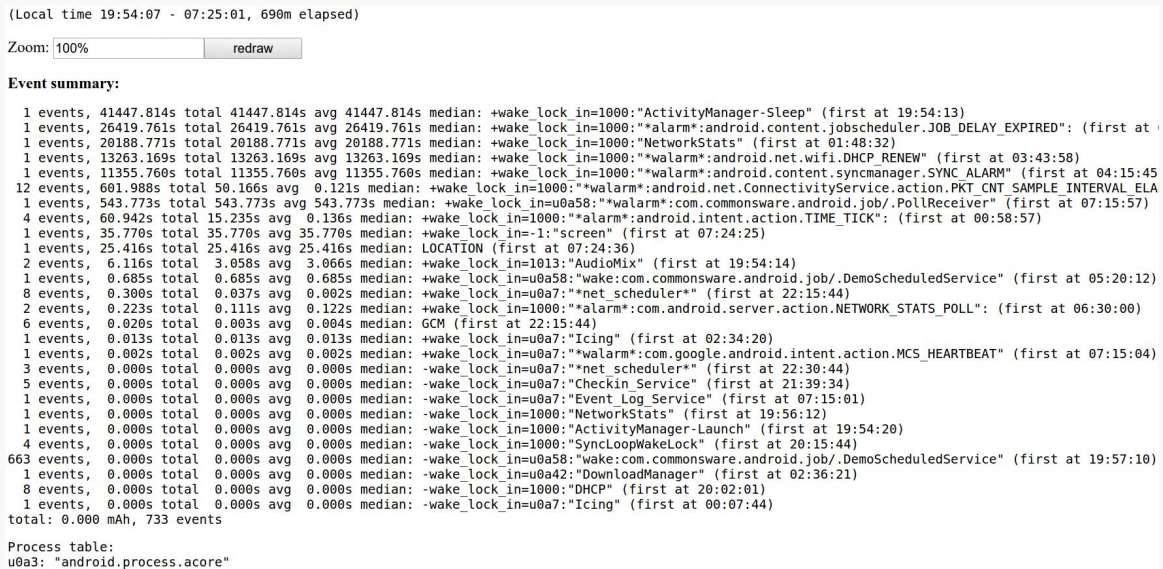 (Local time 19:54:07 - 07:25:01, 690m elapsed)
Zoom: 100% redraw
Event summary:
1 events, 41447.814s total 41447.814s avg 41447.814s median: +wake_lock_in=1000:"ActivityManager-Sleep" (first at 19:54:13)
1 events, 26419.761s total 26419.761s avg 26419.761s median: +wake_lock_in=1000:"*alarm*:android.content.jobscheduler.JOB_DELAY_EXPIRED": (first at
1 events, 20188.771s total 20188.771s avg 20188.771s median: +wake_lock_in=1000:"NetworkStats" (first at 01:48:32)
1 events, 13263.169s total 13263.169s avg 13263.169s median: +wake_lock_in=1000:"*walarm*:android.net.wifi.DHCP_RENEW" (first at 03:43:58)
1 events, 11355.760s total 11355.760s avg 11355.760s median: +wake_lock_in=1000:"*walarm*:android.content.syncmanager.SYNC_ALARM" (first at 04:15:45
12 events, 601.988s total 50.166s avg 0.121s median: +wake_lock_in=1000:"*walarm*:android.net.ConnectivityService.action.PKT_CNT_SAMPLE_INTERVAL_ELA
1 events, 543.773s total 543.773s avg 543.773s median: +wake_lock_in=u0a58:"*walarm*:com.commonsware.android.job/.PollReceiver" (first at 07:15:57)
4 events, 60.942s total 15.235s avg 0.136s median: +wake_lock_in=1000:"*alarm*:android.intent.action.TIME_TICK": (first at 00:58:57)
1 events, 35.770s total 35.770s avg 35.770s median: +wake_lock_in=-1:"screen" (first at 07:24:25)
1 events, 25.416s total 25.416s avg 25.416s median: LOCATION (first at 07:24:36)
2 events, 6.116s total 3.058s avg 3.066s median: +wake_lock_in=1013:"AudioMix" (first at 19:54:14)
1 events, 0.685s total 0.685s avg 0.685s median: +wake_lock_in=u0a58:"wake:com.commonsware.android.job/.DemoScheduledService" (first at 05:20:12)
8 events, 0.300s total 0.037s avg 0.002s median: +wake_lock_in=u0a7:"*net_scheduler*" (first at 22:15:44)
2 events, 0.223s total 0.111s avg 0.122s median: +wake_lock_in=1000:"*alarm*:com.android.server.action.NETWORK_STATS_POLL": (first at 06:30:00)
6 events, 0.020s total 0.003s avg 0.004s median: GCM (first at 22:15:44)
1 events, 0.013s total 0.013s avg 0.013s median: +wake_lock_in=u0a7:"Icing" (first at 02:34:20)
1 events, 0.002s total 0.002s avg 0.002s median: +wake_lock_in=u0a7:"*walarm*:com.google.android.intent.action.MCS_HEARTBEAT" (first at 07:15:04)
3 events, 0.000s total 0.000s avg 0.000s median: -wake_lock_in=u0a7:"*net_scheduler*" (first at 22:30:44)
5 events, 0.000s total 0.000s avg 0.000s median: -wake_lock_in=u0a7:"Checkin_Service" (first at 21:39:34)
1 events, 0.000s total 0.000s avg 0.000s median: -wake_lock_in=u0a7:"Event_Log_Service" (first at 07:15:01)
1 events, 0.000s total 0.000s avg 0.000s median: -wake_lock_in=1000:"NetworkStats" (first at 19:56:12)
1 events, 0.000s total 0.000s avg 0.000s median: -wake_lock_in=1000:"ActivityManager-Launch" (first at 19:54:20)
4 events, 0.000s total 0.000s avg 0.000s median: -wake_lock_in=1000:"SyncLoopWakeLock" (first at 20:15:44)
663 events, 0.000s total 0.000s avg 0.000s median: -wake_lock_in=u0a58:"wake:com.commonsware.android.job/.DemoScheduledService" (first at 19:57:10)
1 events, 0.000s total 0.000s avg 0.000s median: -wake_lock_in=u0a42:"DownloadManager" (first at 02:36:21)
8 events, 0.000s total 0.000s avg 0.000s median: -wake_lock_in=1000:"DHCP" (first at 20:02:01)
1 events, 0.000s total 0.000s avg 0.000s median: -wake_lock_in=u0a7:"Icing" (first at 00:07:44)
total: 0.000 mAh, 733 events
Process table:
u0a3: "android.process.acore"